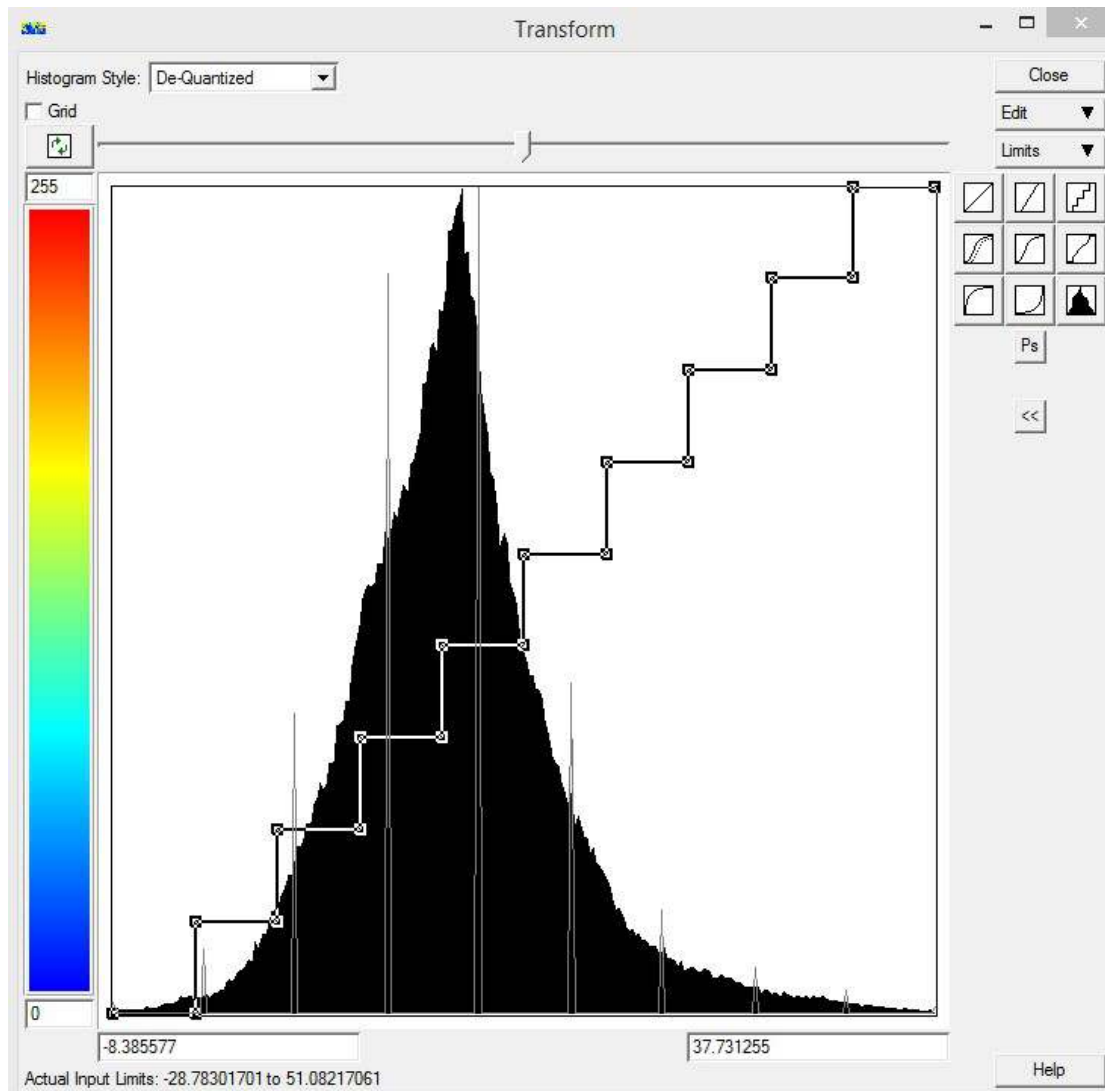 Transform
Histogram Style: De-Quantized
Close
Grid
Edit
Limits
255
Ps
<<
0
-8.385577
37.731255
Actual Input Limits: -28.78301701 to 51.08217061
Help